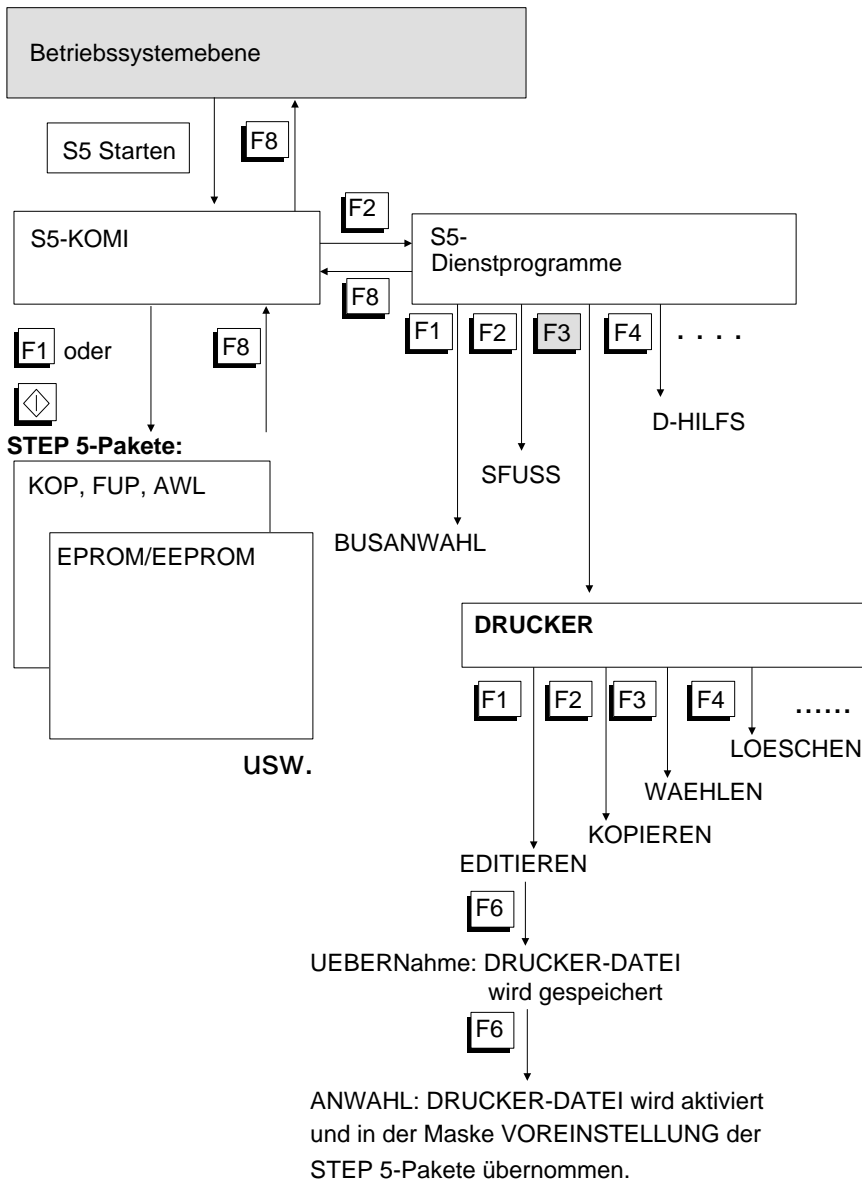 Betriebssystemebene
S5 Starten
F8
S5-KOMI
F2
S5-
Dienstprogramme
F8
F1 oder
F8
F1
F2
F3
F4
. . . .
D-HILFS
SFUSS
BUSANWAHL
STEP 5-Pakete:
KOP, FUP, AWL
EPROM/EEPROM
usw.
DRUCKER
F1
F2
F3
F4
......
LOESCHEN
WAEHLEN
KOPIEREN
EDITIEREN
F6
UEBERNahme: DRUCKER-DATEI
wird gespeichert
F6
ANWAHL: DRUCKER-DATEI wird aktiviert
und in der Maske VOREINSTELLUNG der
STEP 5-Pakete übernommen.